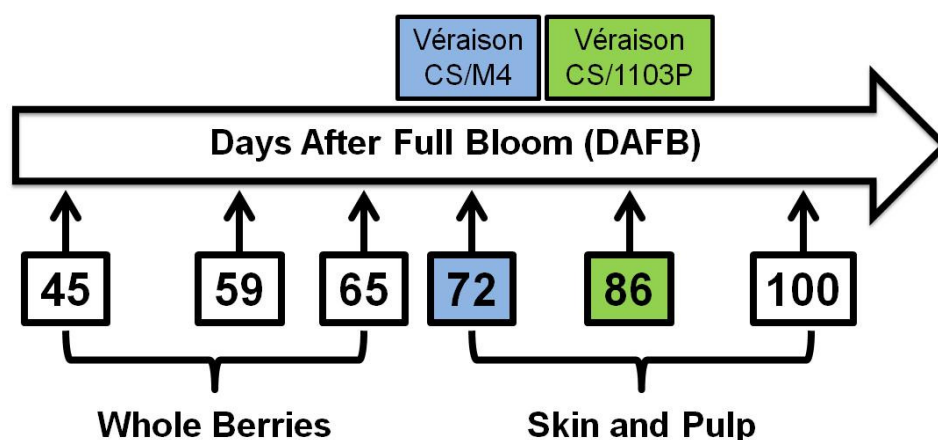 Véraison
CS/M4
Véraison
CS/1103P
Days After Full Bloom (DAFB)
45
59
65
72
86
100
Whole Berries
Skin and Pulp